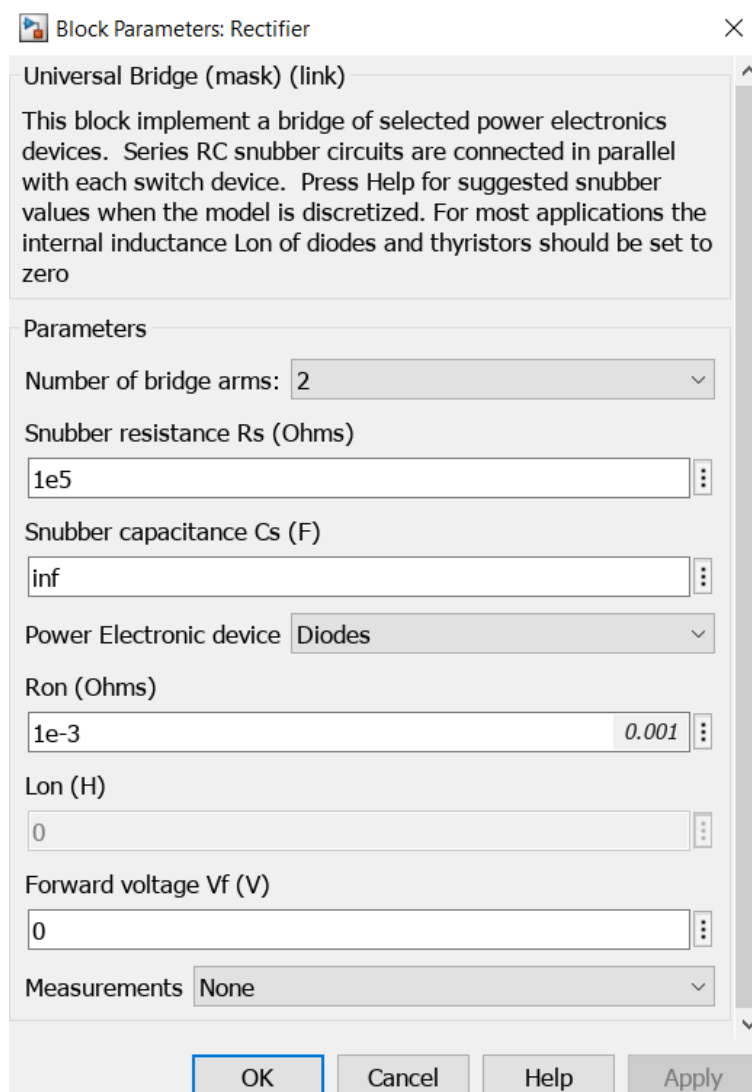 Block Parameters: Rectifier
Universal Bridge (mask) (link)
This block implement a bridge of selected power electronics
devices.  Series RC snubber circuits are connected in parallel
with each switch device.  Press Help for suggested snubber
values when the model is discretized. For most applications the
internal inductance Lon of diodes and thyristors should be set to
zero
Parameters
Number of bridge arms: 2
Snubber resistance Rs (Ohms)
1e5
Snubber capacitance Cs (F)
inf
Power Electronic device Diodes
Ron (Ohms)
1e-3 0.001
Lon (H)
0
Forward voltage Vf (V)
0
Measurements None
OK Cancel Help Apply